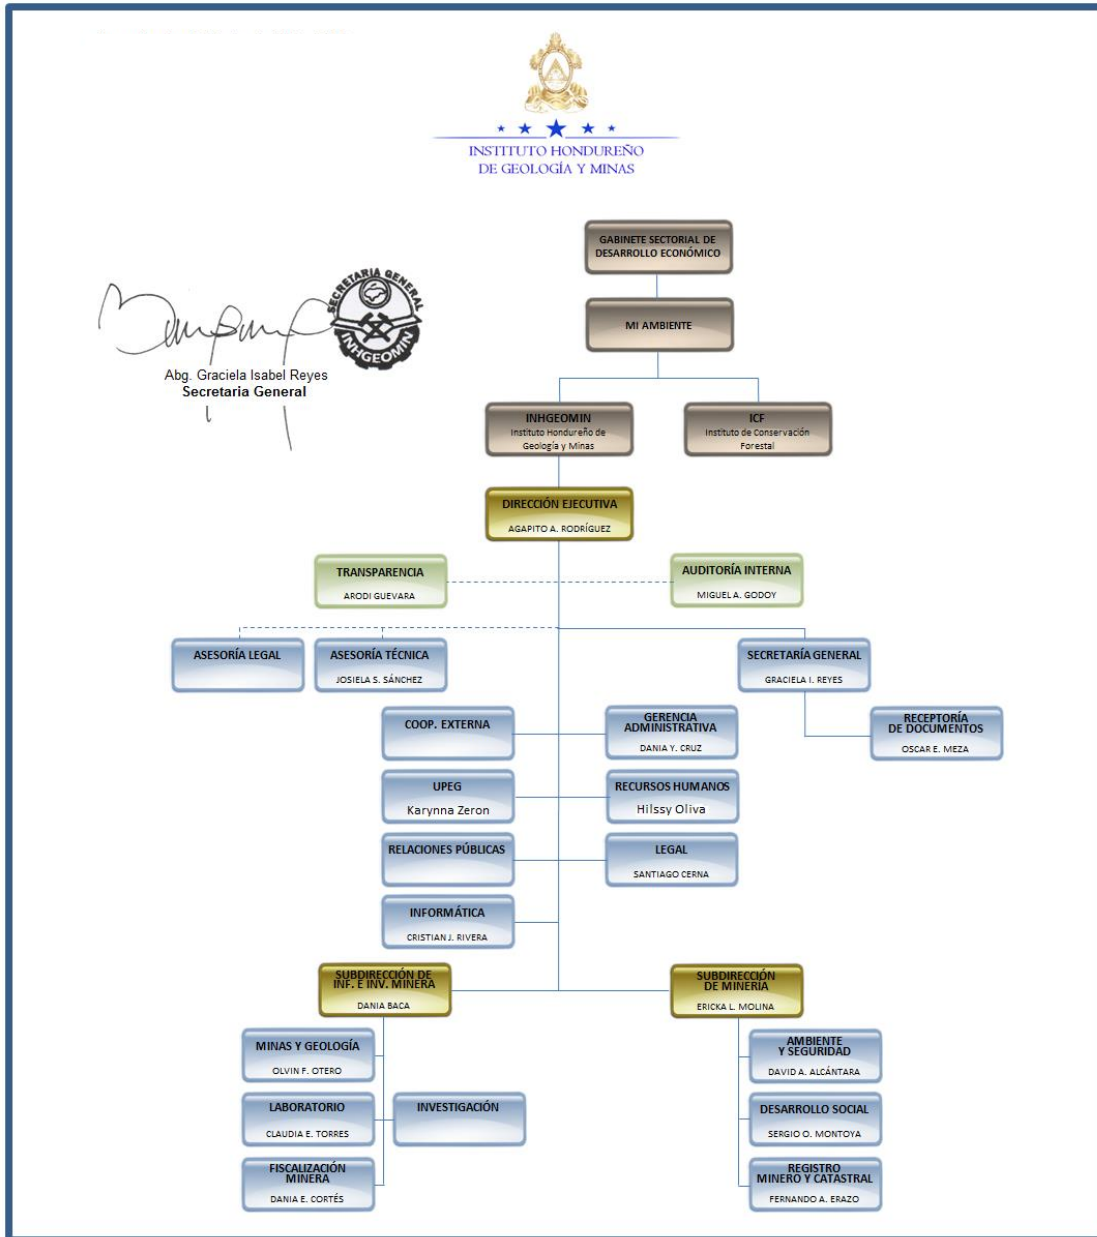 INSTITUTO HONDUREÑO
DE GEOLOGÍA Y MINAS
GABINETE SECTORIAL DE
DESARROLLO ECONÓMICO
MI AMBIENTE
SECRETARIA GENERAL
INHGEOMIN
Abg. Graciela Isabel Reyes
Secretaria General
INHGEOMIN
Instituto Hondureño de
Geología y Minas
ICF
Instituto de Conservación
Forestal
DIRECCIÓN EJECUTIVA
AGAPITO A. RODRÍGUEZ
TRANSPARENCIA
ARODI GUEVARA
AUDITORÍA INTERNA
MIGUEL A. GODOY
ASESORÍA LEGAL
ASESORÍA TÉCNICA
JOSIELA S. SÁNCHEZ
SECRETARÍA GENERAL
GRACIELA I. REYES
COOP. EXTERNA
GERENCIA
ADMINISTRATIVA
DANIA Y. CRUZ
RECEPTORÍA
DE DOCUMENTOS
OSCAR E. MEZA
UPEG
Karynna Zeron
RECURSOS HUMANOS
Hilssy Oliva
RELACIONES PÚBLICAS
LEGAL
SANTIAGO CERNA
INFORMÁTICA
CRISTIAN J. RIVERA
SUBDIRECCIÓN DE
INF. E INV. MINERA
DANIA BACA
SUBDIRECCIÓN
DE MINERÍA
ERICKA L. MOLINA
MINAS Y GEOLOGÍA
OLVIN F. OTERO
AMBIENTE
Y SEGURIDAD
DAVID A. ALCÁNTARA
LABORATORIO
CLAUDIA E. TORRES
INVESTIGACIÓN
DESARROLLO SOCIAL
SERGIO O. MONTOYA
FISCALIZACIÓN
MINERA
DANIA E. CORTÉS
REGISTRO
MINERO Y CATASTRAL
FERNANDO A. ERAZO